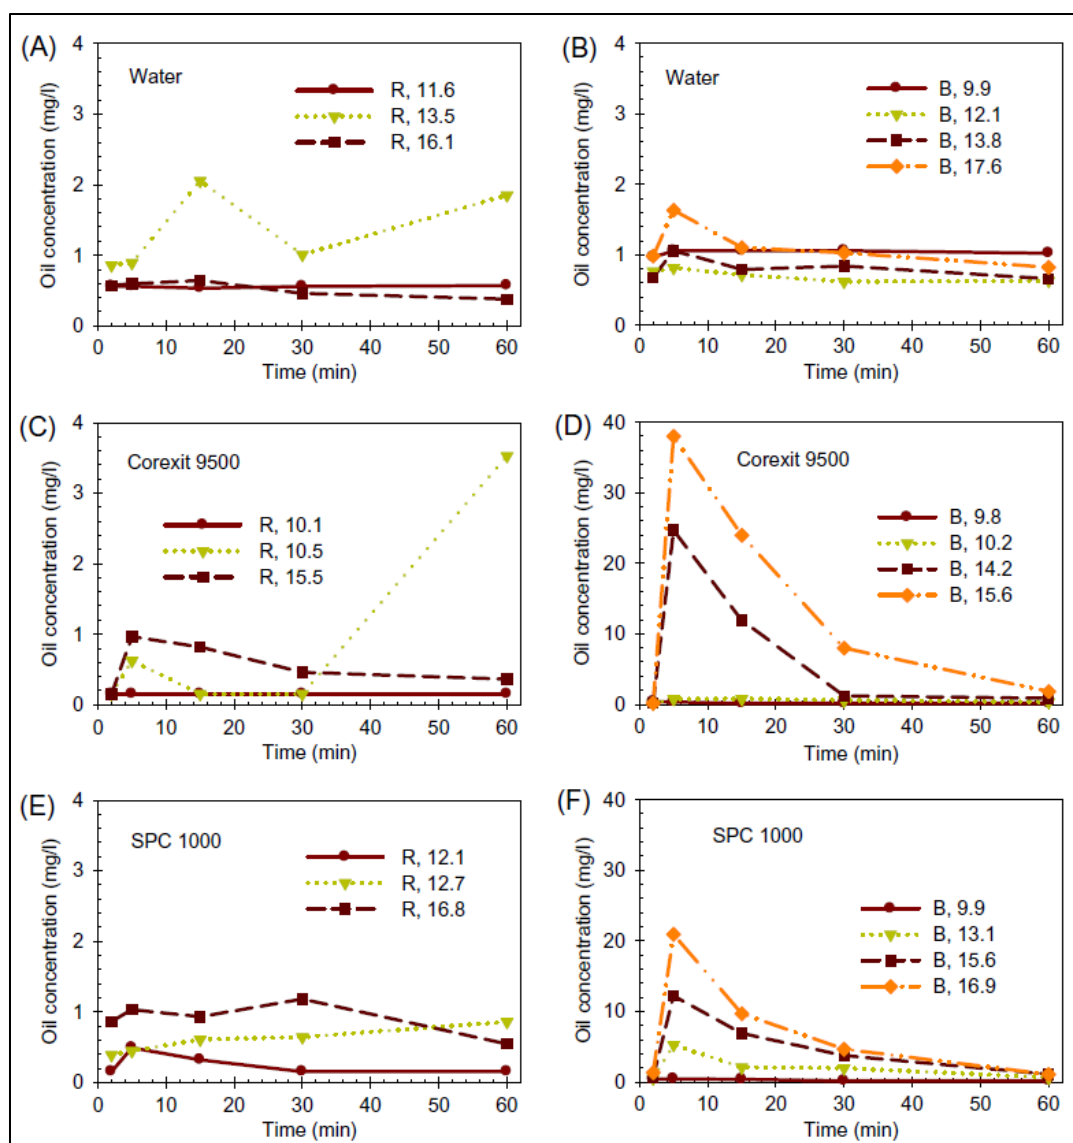 (A)
Water
R, 11.6
R, 13.5
R, 16.1
Oil concentration (mg/l)
4
3
2
1
0
0 10 20 30 40 50 60
Time (min)
(B)
Water
B, 9.9
B, 12.1
B, 13.8
B, 17.6
Oil concentration (mg/l)
4
3
2
1
0
0 10 20 30 40 50 60
Time (min)
(C)
Corexit 9500
R, 10.1
R, 10.5
R, 15.5
Oil concentration (mg/l)
4
3
2
1
0
0 10 20 30 40 50 60
Time (min)
(D)
Corexit 9500
B, 9.8
B, 10.2
B, 14.2
B, 15.6
Oil concentration (mg/l)
40
30
20
10
0
0 10 20 30 40 50 60
Time (min)
(E)
SPC 1000
R, 12.1
R, 12.7
R, 16.8
Oil concentration (mg/l)
4
3
2
1
0
0 10 20 30 40 50 60
Time (min)
(F)
SPC 1000
B, 9.9
B, 13.1
B, 15.6
B, 16.9
Oil concentration (mg/l)
40
30
20
10
0
0 10 20 30 40 50 60
Time (min)